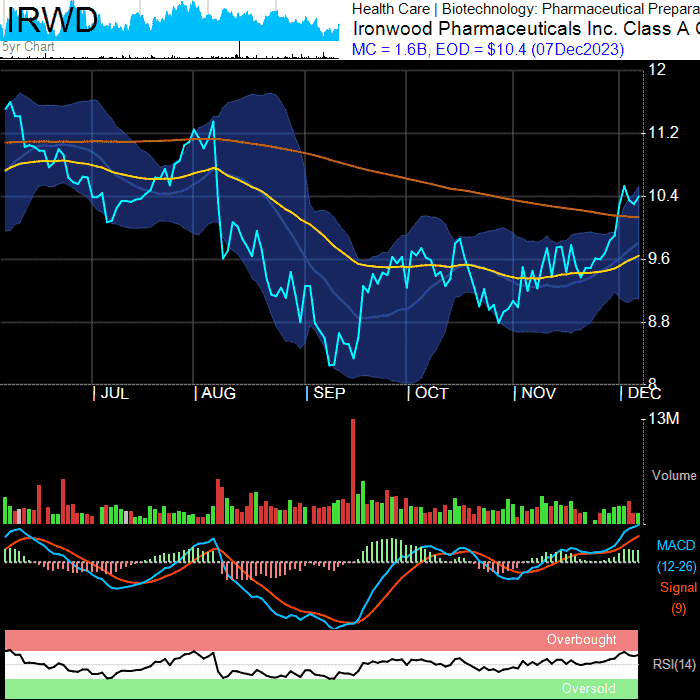 IRWD
5yr Chart
Health Care | Biotechnology: Pharmaceutical Prepara
Ironwood Pharmaceuticals Inc. Class A
MC = 1.6B, EOD = $10.4 (07Dec2023)
12
11.2
10.4
9.6
8.8
8
JUL AUG SEP OCT NOV DEC
13M
Volume
MACD
(12-26)
Signal
(9)
Overbought
RSI(14)
Oversold